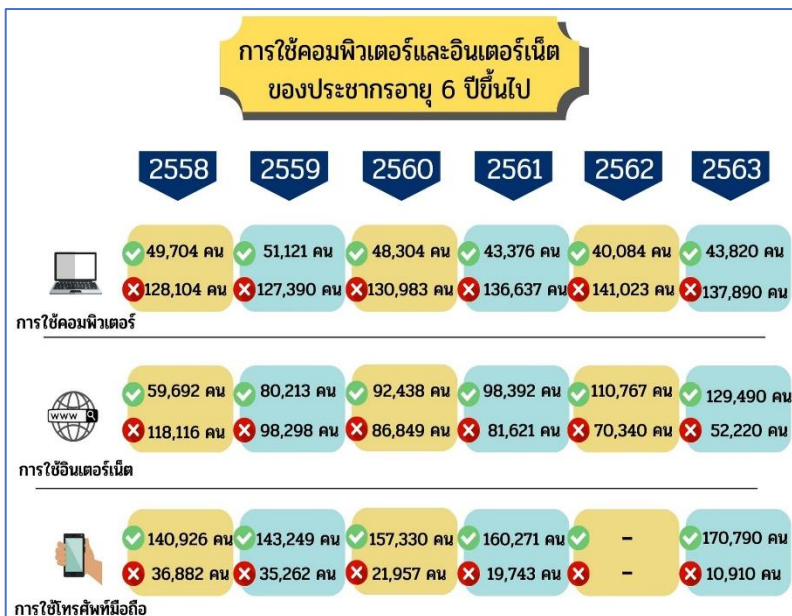 การใช้คอมพิวเตอร์และอินเตอร์เน็ต
ของประชากรอายุ 6 ปีขึ้นไป
2558 2559 2560 2561 2562 2563
49,704 คน 51,121 คน 48,304 คน 43,376 คน 40,084 คน 43,820 คน
128,104 คน 127,390 คน 130,983 คน 136,637 คน 141,023 คน 137,890 คน
การใช้คอมพิวเตอร์
59,692 คน 80,213 คน 92,438 คน 98,392 คน 110,767 คน 129,490 คน
www
118,116 คน 98,298 คน 86,849 คน 81,621 คน 70,340 คน 52,220 คน
การใช้อินเตอร์เน็ต
140,926 คน 143,249 คน 157,330 คน 160,271 คน - 170,790 คน
36,882 คน 35,262 คน 21,957 คน 19,743 คน - 10,910 คน
การใช้โทรศัพท์มือถือ